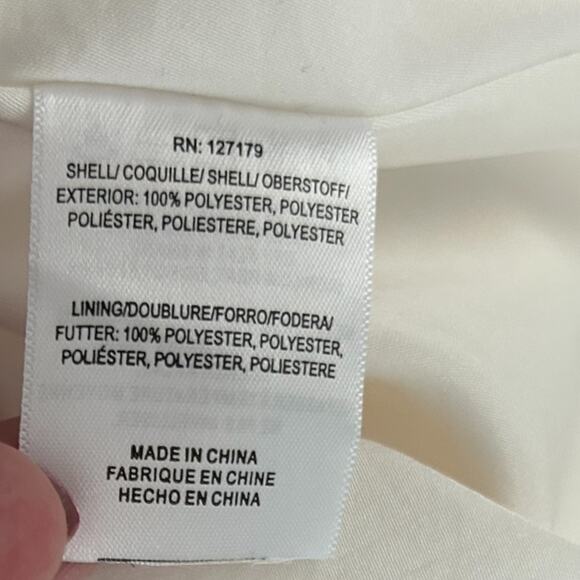 RN: 127179
SHELL/ COQUILLE/ SHELL/ OBERSTOFF/
EXTERIOR: 100% POLYESTER, POLYESTER
POLIÉSTER, POLIESTERE, POLYESTER
LINING/DOUBLURE/FORRO/FODERA/
FUTTER: 100% POLYESTER, POLYESTER,
POLIÉSTER, POLYESTER, POLIESTERE
MADE IN CHINA
FABRIQUE EN CHINE
HECHO EN CHINA